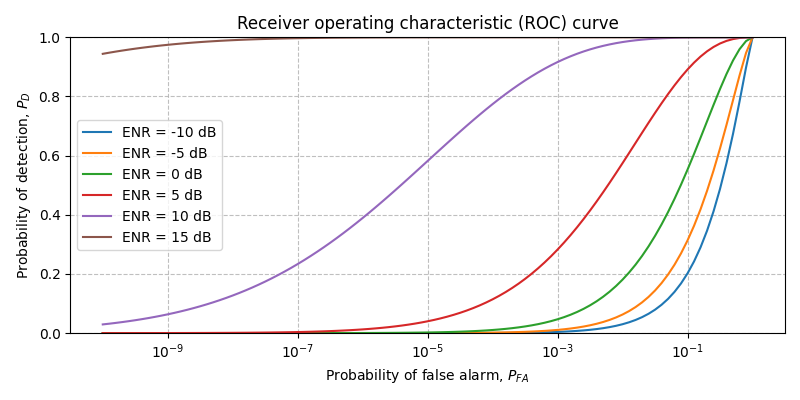 Receiver operating characteristic (ROC) curve
Probability of detection, P_D
1.0
0.8
0.6
0.4
0.2
0.0
ENR = -10 dB
ENR = -5 dB
ENR = 0 dB
ENR = 5 dB
ENR = 10 dB
ENR = 15 dB
10⁻⁹ 10⁻⁷ 10⁻⁵ 10⁻³ 10⁻¹
Probability of false alarm, P_FA